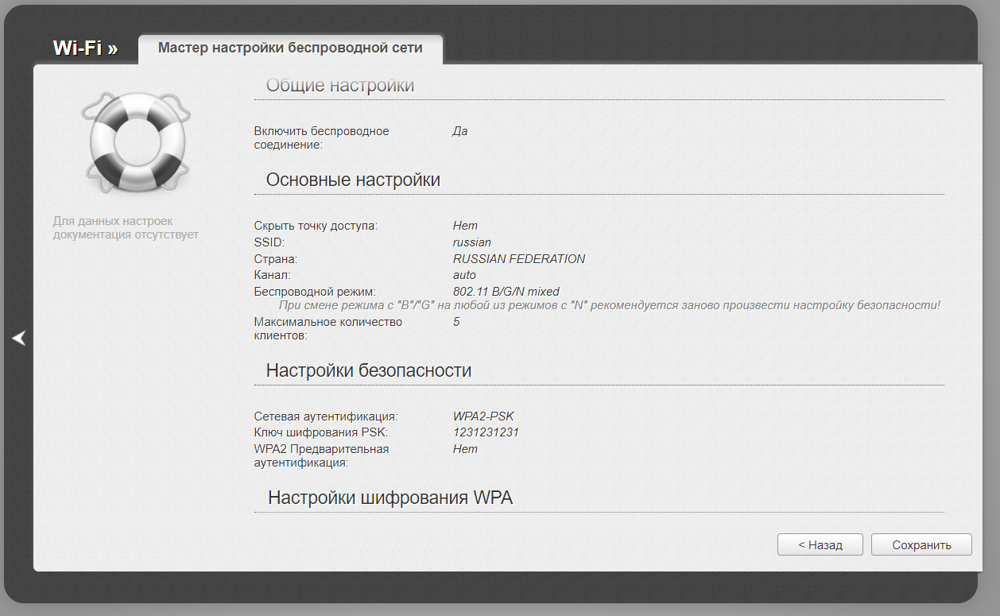 Wi-Fi »
Мастер настройки беспроводной сети
Общие настройки
Для данных настроек
документация отсутствует
Включить беспроводное Да
соединение:
Основные настройки
Скрыть точку доступа: Нет
SSID: russian
Страна: RUSSIAN FEDERATION
Канал: auto
Беспроводной режим: 802.11 B/G/N mixed
При смене режима с "B"/"G" на любой из режимов с "N" рекомендуется заново произвести настройку безопасности!
Максимальное количество 5
клиентов:
Настройки безопасности
Сетевая аутентификация: WPA2-PSK
Ключ шифрования PSK: 1231231231
WPA2 Предварительная Нет
аутентификация:
Настройки шифрования WPA
< Назад
Сохранить